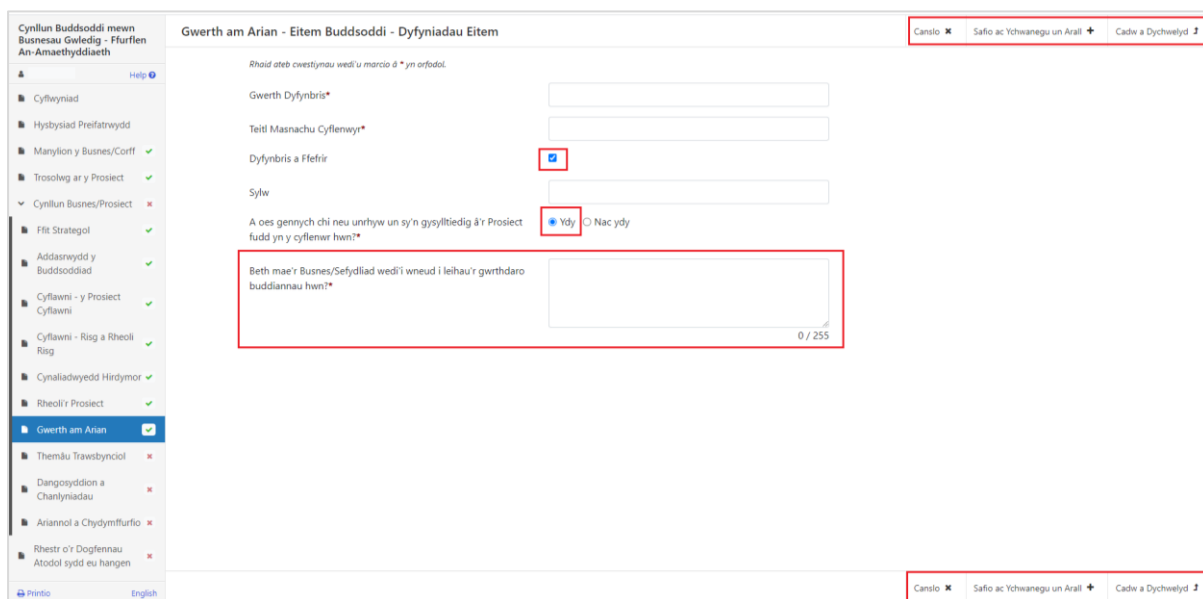 Cynllun Buddsoddi mewn
Busnesau Gwledig - Ffurflen
An-Amaethyddiaeth
Help
Cyflwyniad
Hysbysiad Preifatrwydd
Manylion y Busnes/Corff
Trosolwg ar y Prosiect
Cynllun Busnes/Prosiect
Ffit Strategol
Addasrwydd y
Buddsoddiad
Cyflawni - y Prosiect
Cyflawni
Cyflawni - Risg a Rheoli
Risg
Cynaliadwyedd Hirdymor
Rheoli'r Prosiect
Gwerth am Arian
Themâu Trawsbynciol
Dangosyddion a
Chanlyniadau
Ariannol a Chydymffurfio
Rhestr o'r Dogfennau
Atodol sydd eu hangen
Printio English
Gwerth am Arian - Eitem Buddsoddi - Dyfyniadau Eitem
Canslo Safio ac Ychwanegu un Arall Cadw a Dychwelyd
Rhaid ateb cwestiynau wedi'u marcio â * yn orfodol.
Gwerth Dyfynbris*
Teitl Masnachu Cyflenwyr*
Dyfynbris a Ffefrir
Sylw
A oes gennych chi neu unrhyw un sy'n gysylltiedig â'r Prosiect
fudd yn y cyflenwr hwn?*
Ydy Nac ydy
Beth mae'r Busnes/Sefydliad wedi'i wneud i leihau'r gwrthdaro
buddiannau hwn?*
0 / 255
Canslo Safio ac Ychwanegu un Arall Cadw a Dychwelyd